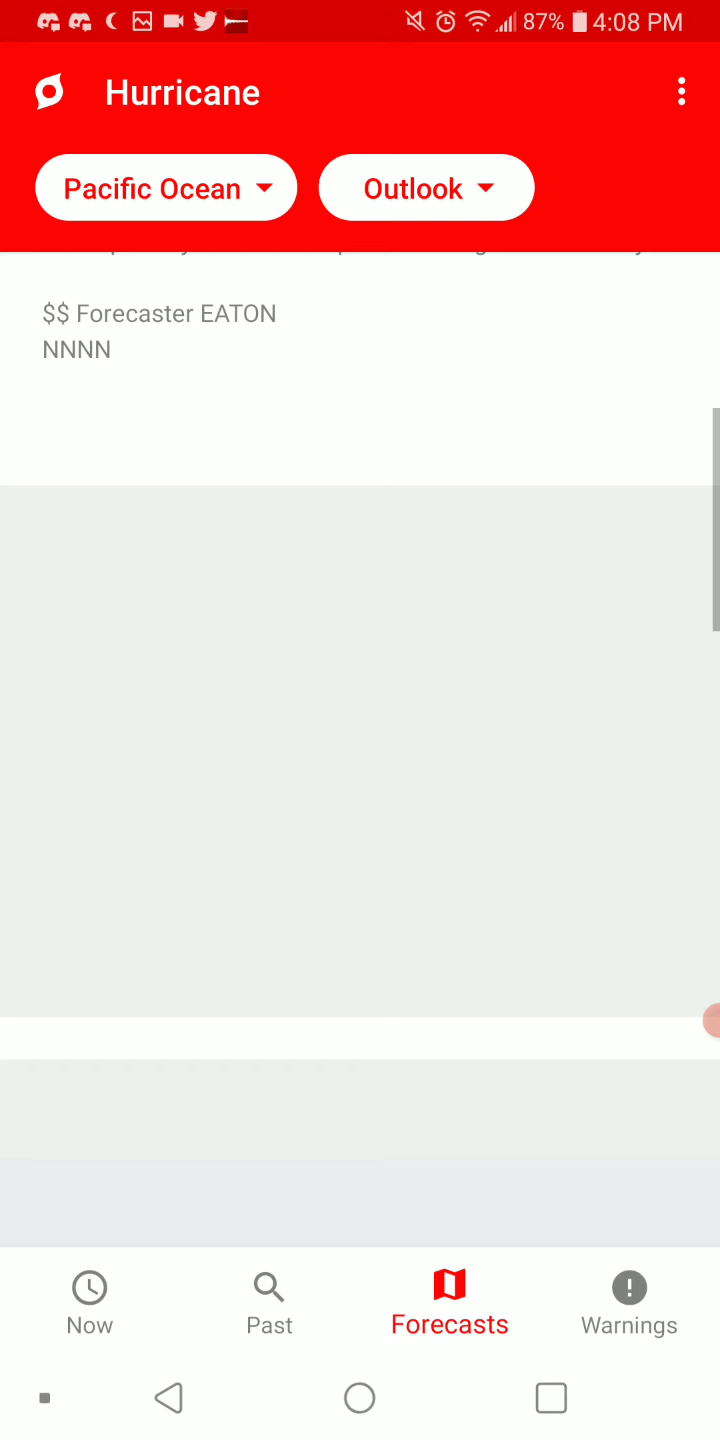 87% 4:08 PM
Hurricane
Pacific Ocean Outlook
$$ Forecaster EATON
NNNN
Now Past Forecasts Warnings